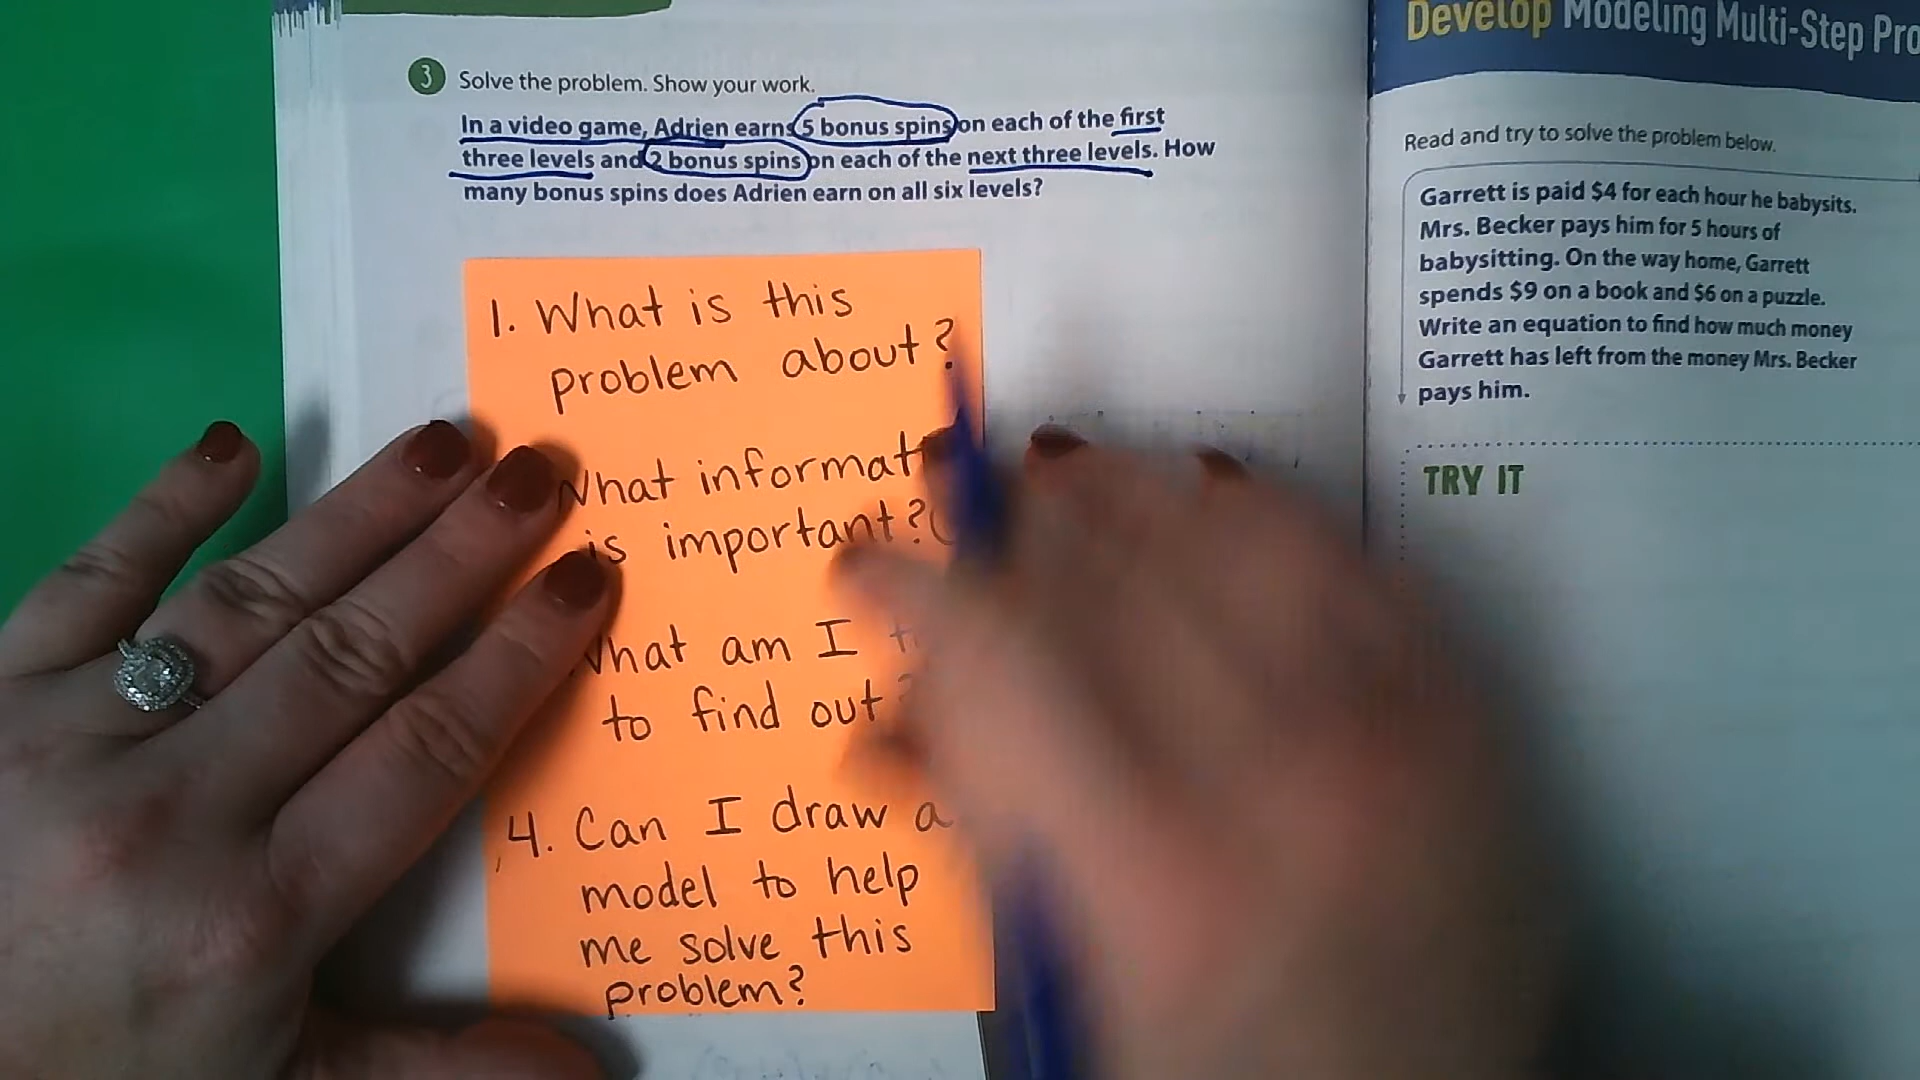 3 Solve the problem. Show your work.
In a video game, Adrien earns 5 bonus spins on each of the first
three levels and 2 bonus spins on each of the next three levels. How
many bonus spins does Adrien earn on all six levels?
1. What is this
problem about?
What
is important?
What am I
to find out?
4. Can I draw a
model to help
me solve this
problem?
Develop Modeling Multi-Step
Read and try to solve the problem below.
Garrett is paid $4 for each hour he babysits.
Mrs. Becker pays him for 5 hours of
babysitting. On the way home, Garrett
spends $9 on a book and $6 on a puzzle.
Write an equation to find how much money
Garrett has left from the money Mrs. Becker
pays him.
TRY IT